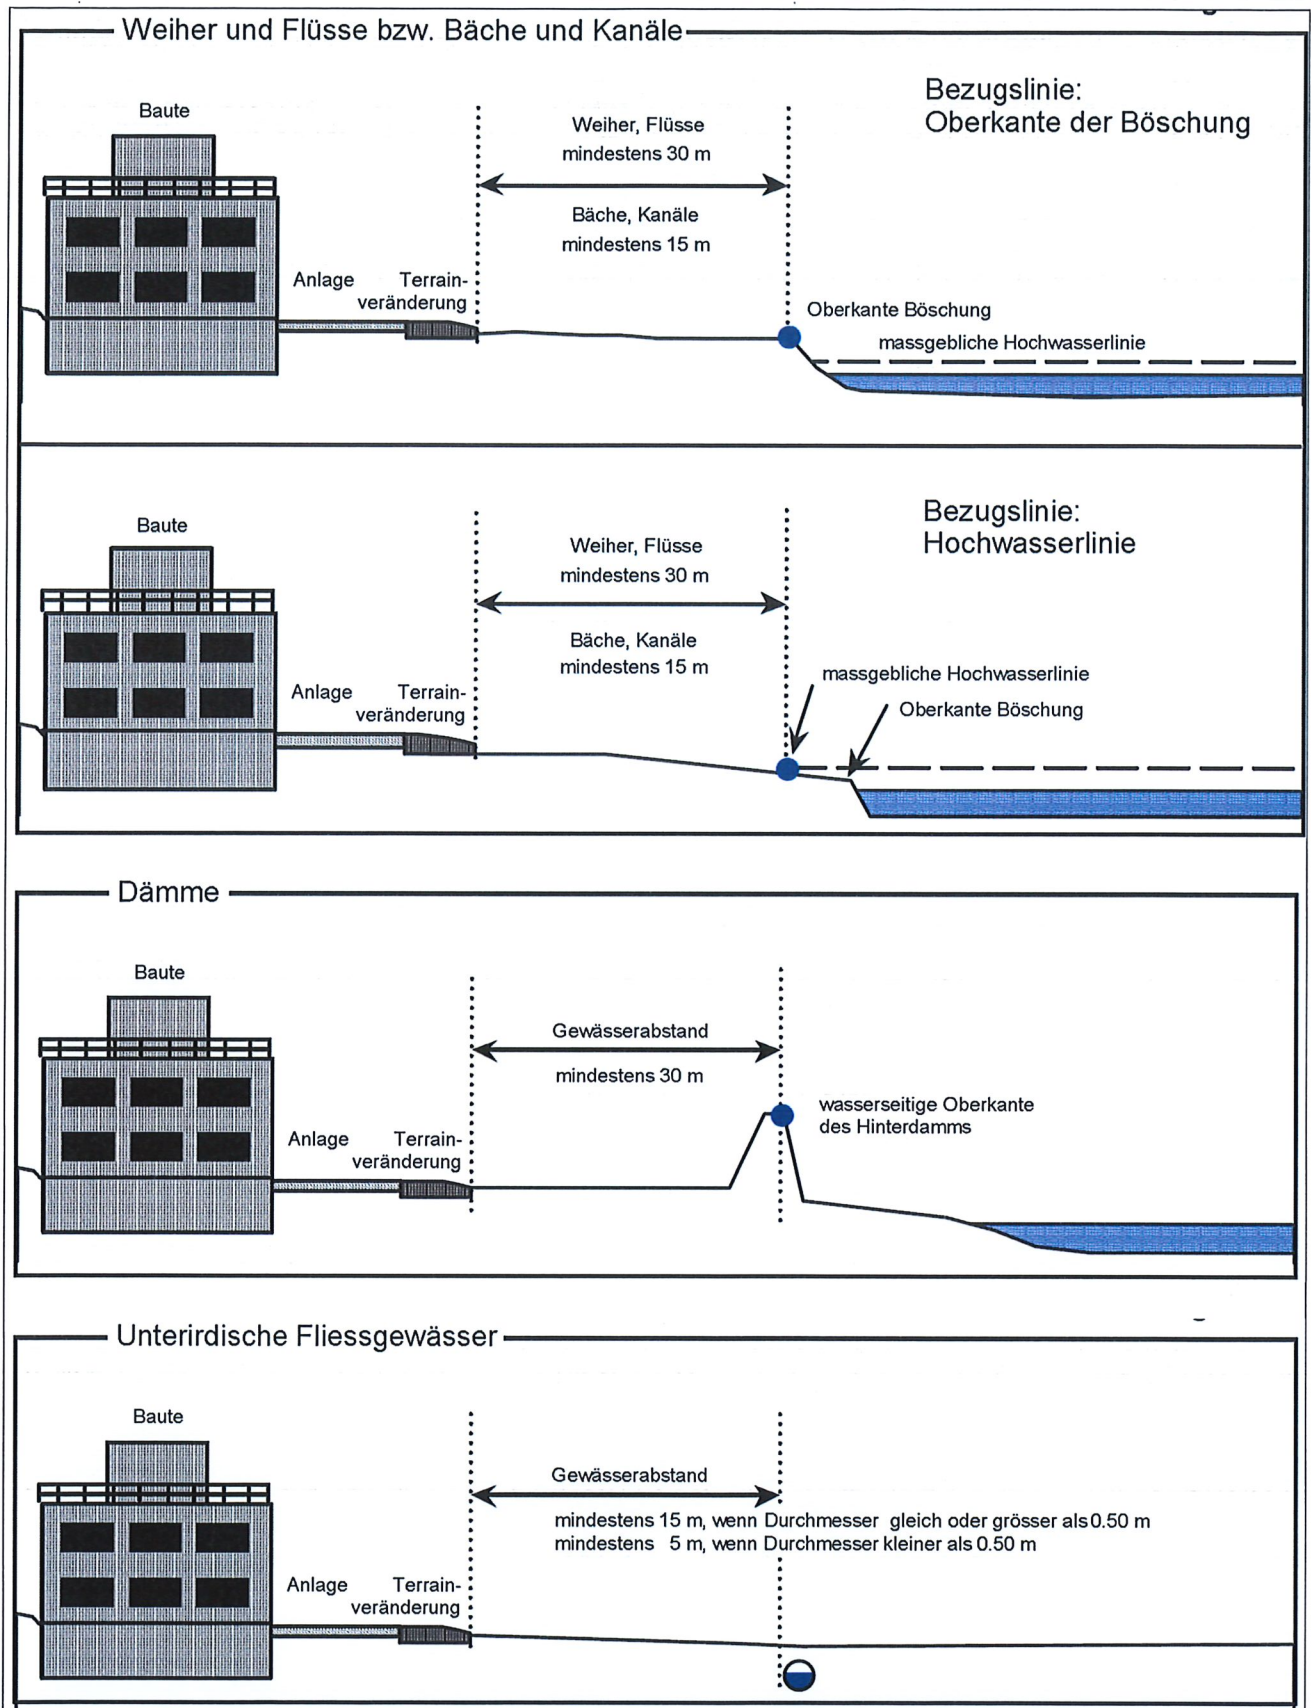 Weiher und Flüsse bzw. Bäche und Kanäle
Bezugslinie:
Oberkante der Böschung
Baute
Weiher, Flüsse
mindestens 30 m
Bäche, Kanäle
mindestens 15 m
Anlage
Terrain-
veränderung
Oberkante Böschung
massgebliche Hochwasserlinie
Bezugslinie:
Hochwasserlinie
Baute
Weiher, Flüsse
mindestens 30 m
Bäche, Kanäle
mindestens 15 m
Anlage
Terrain-
veränderung
massgebliche Hochwasserlinie
Oberkante Böschung
Dämme
Baute
Gewässerabstand
mindestens 30 m
wasserseitige Oberkante
des Hinterdamms
Anlage
Terrain-
veränderung
Unterirdische Fliessgewässer
Baute
Gewässerabstand
mindestens 15 m, wenn Durchmesser gleich oder grösser als 0.50 m
mindestens 5 m, wenn Durchmesser kleiner als 0.50 m
Anlage
Terrain-
veränderung